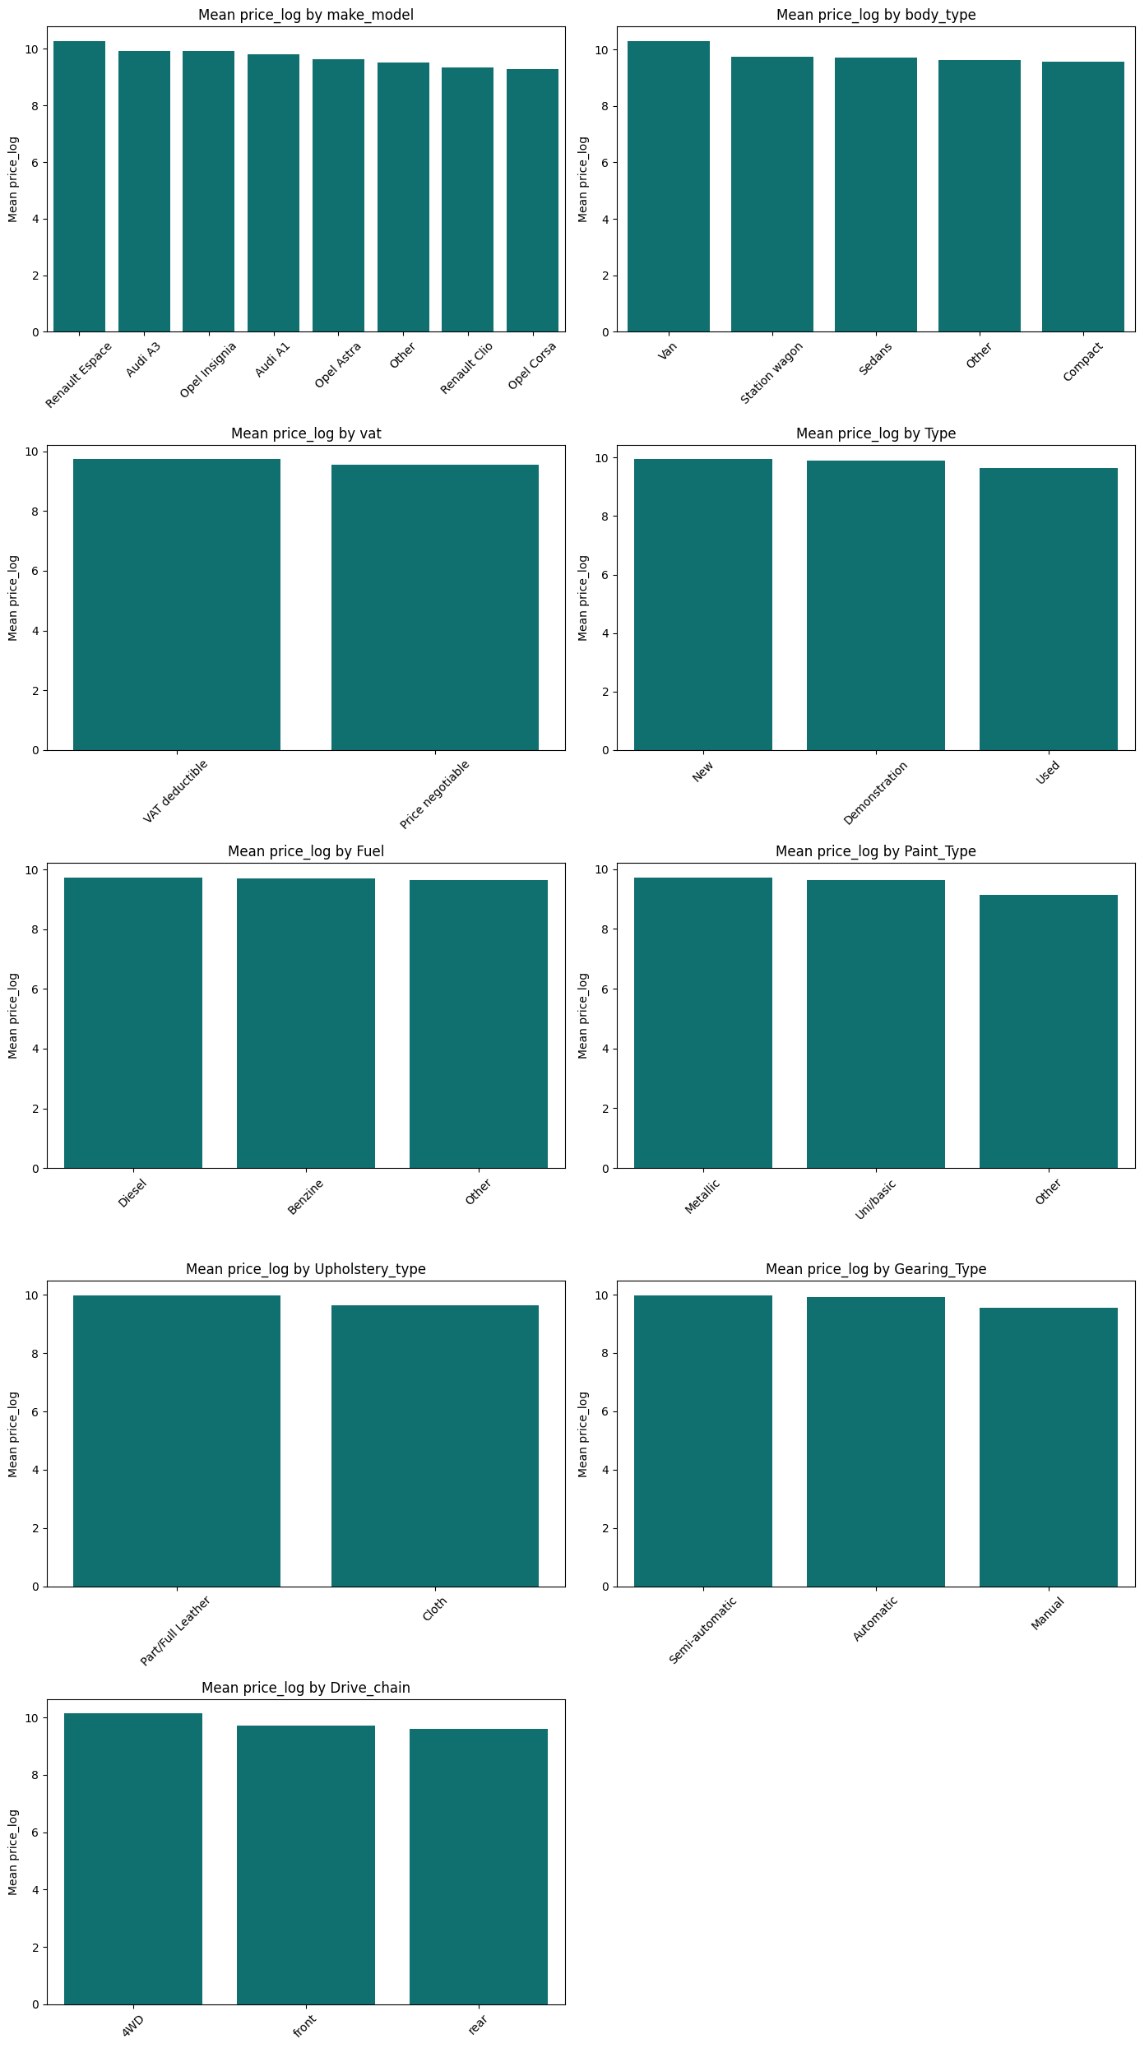 Mean price_log by make_model
Mean price_log
10
8
6
4
2
0
Renault Espace
Audi A3
Opel Insignia
Audi A1
Opel Astra
Other
Renault Clio
Opel Corsa
Mean price_log by body_type
Mean price_log
10
8
6
4
2
0
Van
Station wagon
Sedans
Other
Compact
Mean price_log by vat
Mean price_log
10
8
6
4
2
0
VAT deductible
Price negotiable
Mean price_log by Type
Mean price_log
10
8
6
4
2
0
New
Demonstration
Used
Mean price_log by Fuel
Mean price_log
10
8
6
4
2
0
Diesel
Benzine
Other
Mean price_log by Paint_Type
Mean price_log
10
8
6
4
2
0
Metallic
Uni/basic
Other
Mean price_log by Upholstery_type
Mean price_log
10
8
6
4
2
0
Part/Full Leather
Cloth
Mean price_log by Gearing_Type
Mean price_log
10
8
6
4
2
0
Semi-automatic
Automatic
Manual
Mean price_log by Drive_chain
Mean price_log
10
8
6
4
2
0
4WD
front
rear